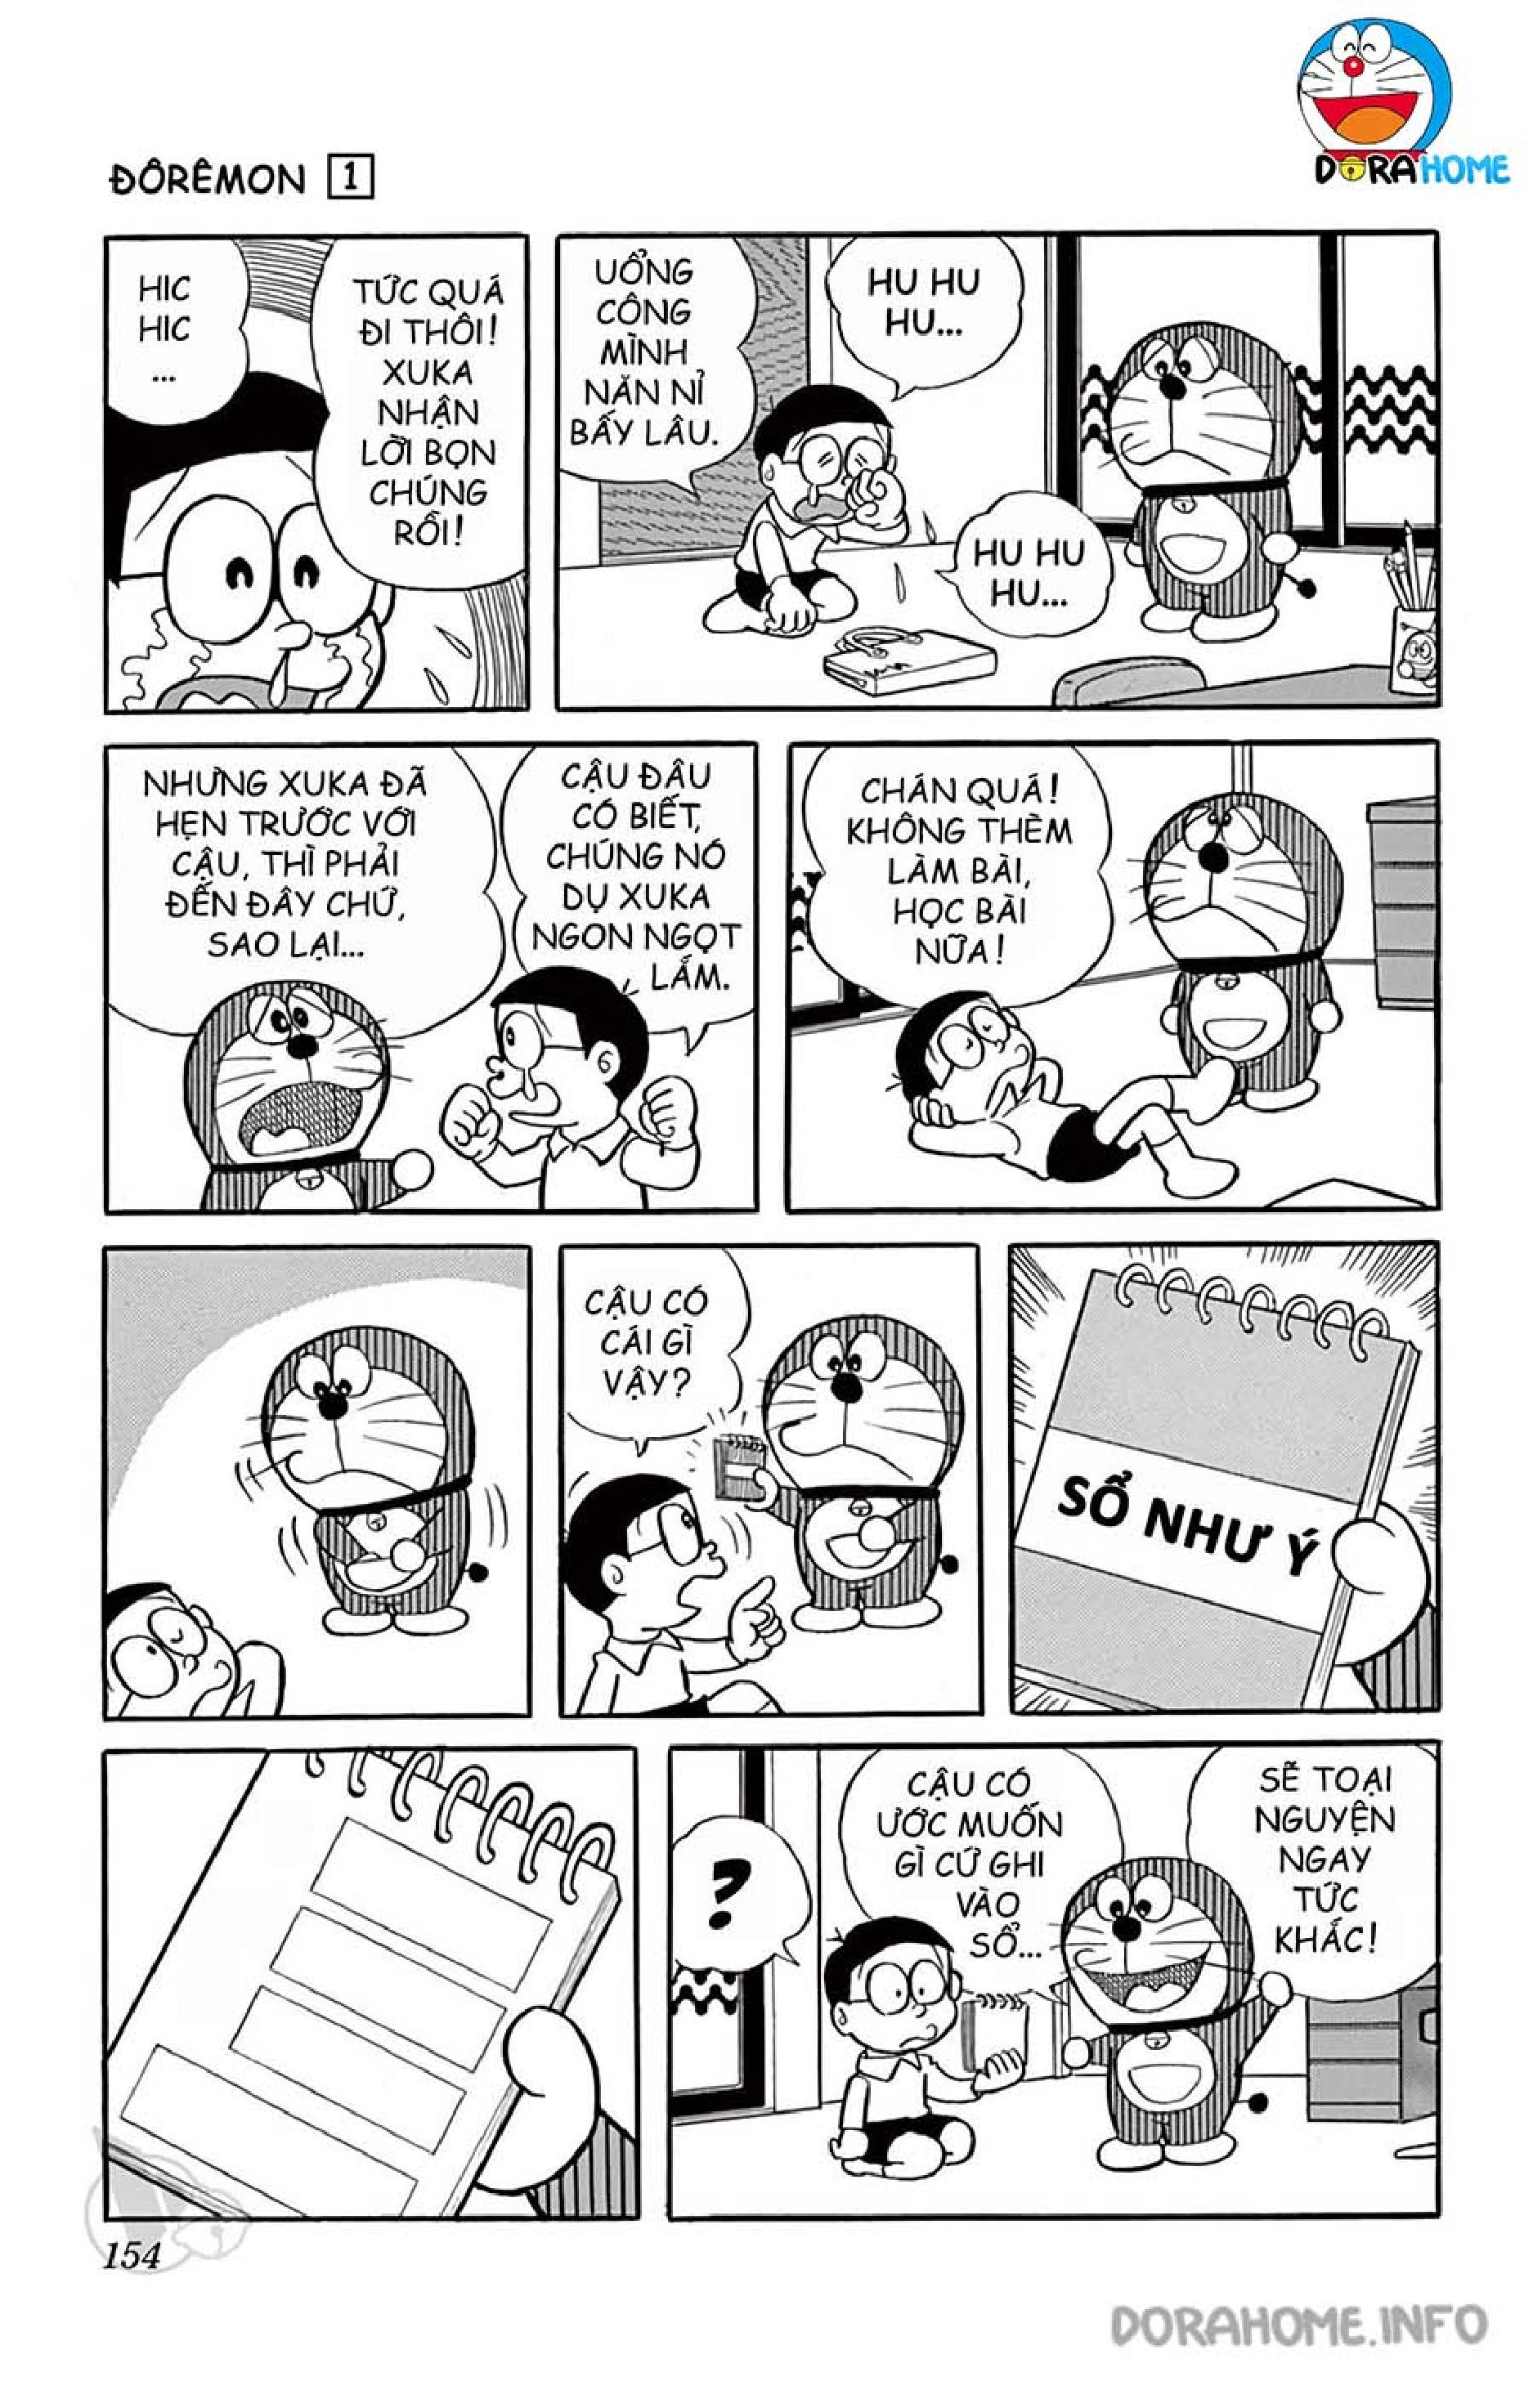 DORAHOME
ĐÔRÊMON 1
HIC
HIC
...
TỨC QUÁ
ĐI THÔI!
XUKA
NHẬN
LỜI BỌN
CHÚNG
RỒI!
UỔNG
CÔNG
MÌNH
NĂN NỈ
BẤY LÂU.
HU HU
HU...
HU HU
HU...
NHƯNG XUKA ĐÃ
HẸN TRƯỚC VỚI
CẬU, THÌ PHẢI
ĐẾN ĐÂY CHỨ,
SAO LẠI...
CẬU ĐÂU
CÓ BIẾT,
CHÚNG NÓ
DỤ XUKA
NGON NGỌT
LẮM.
CHÁN QUÁ!
KHÔNG THÈM
LÀM BÀI,
HỌC BÀI
NỮA!
CẬU CÓ
CÁI GÌ
VẬY?
SỔ NHƯ Ý
?
CẬU CÓ
ƯỚC MUỐN
GÌ CỨ GHI
VÀO
SỔ...
SẼ TOẠI
NGUYỆN
NGAY
TỨC
KHẮC!
154
DORAHOME.INFO